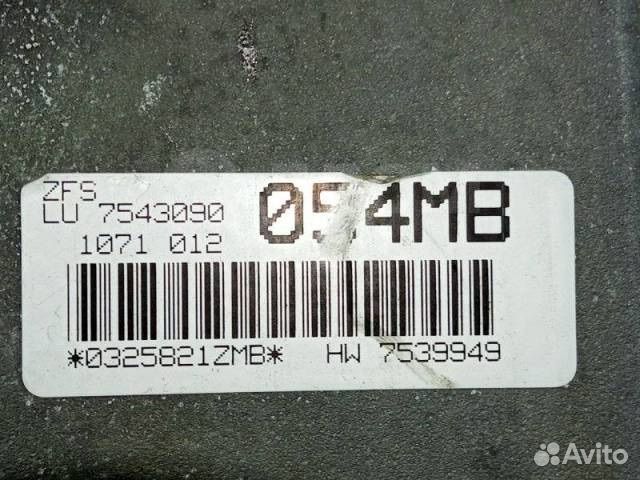 ZFS
LU 7543090
054MB
1071 012
*0325821ZMB* HW 7539949
Avito